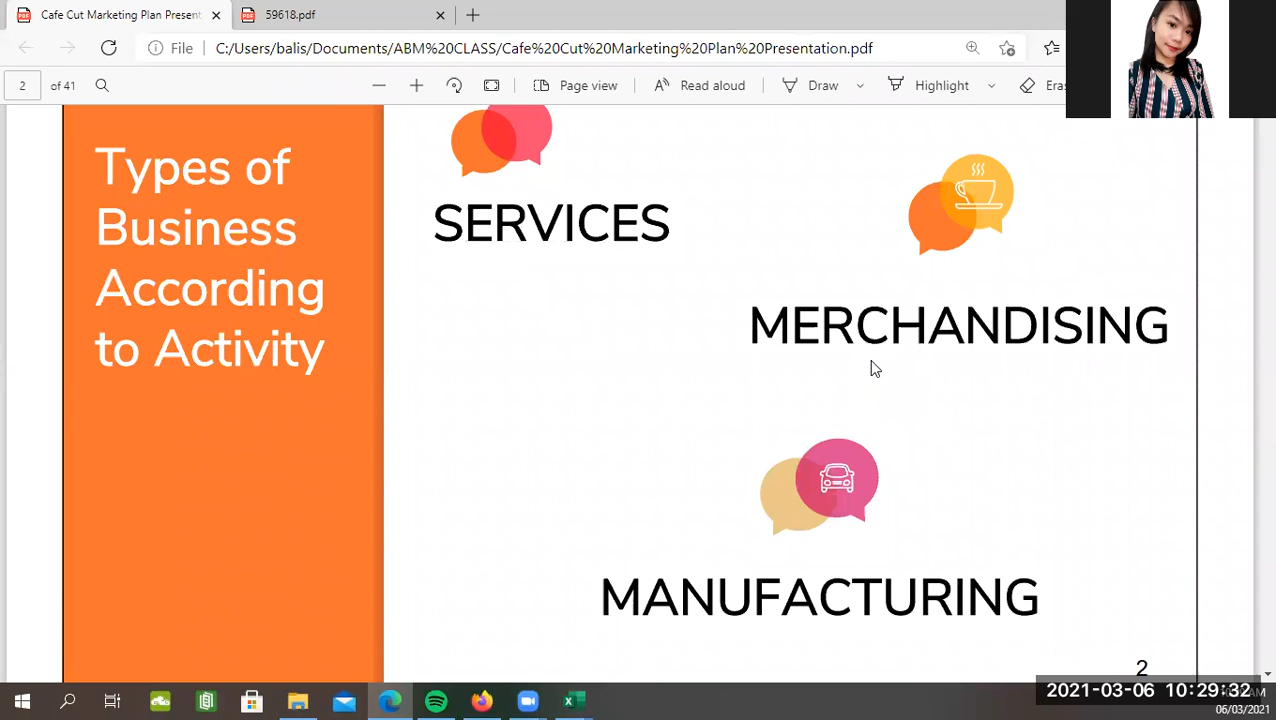 Cafe Cut Marketing Plan Present
59618.pdf
File
C:/Users/balis/Documents/ABM%20CLASS/Cafe%20Cut%20Marketing%20Plan%20Presentation.pdf
2 of 41
Page view
Read aloud
Draw
Highlight
Eras
Types of
Business
According
to Activity
SERVICES
MERCHANDISING
MANUFACTURING
2
2021-03-06 10:29:32
06/03/2021